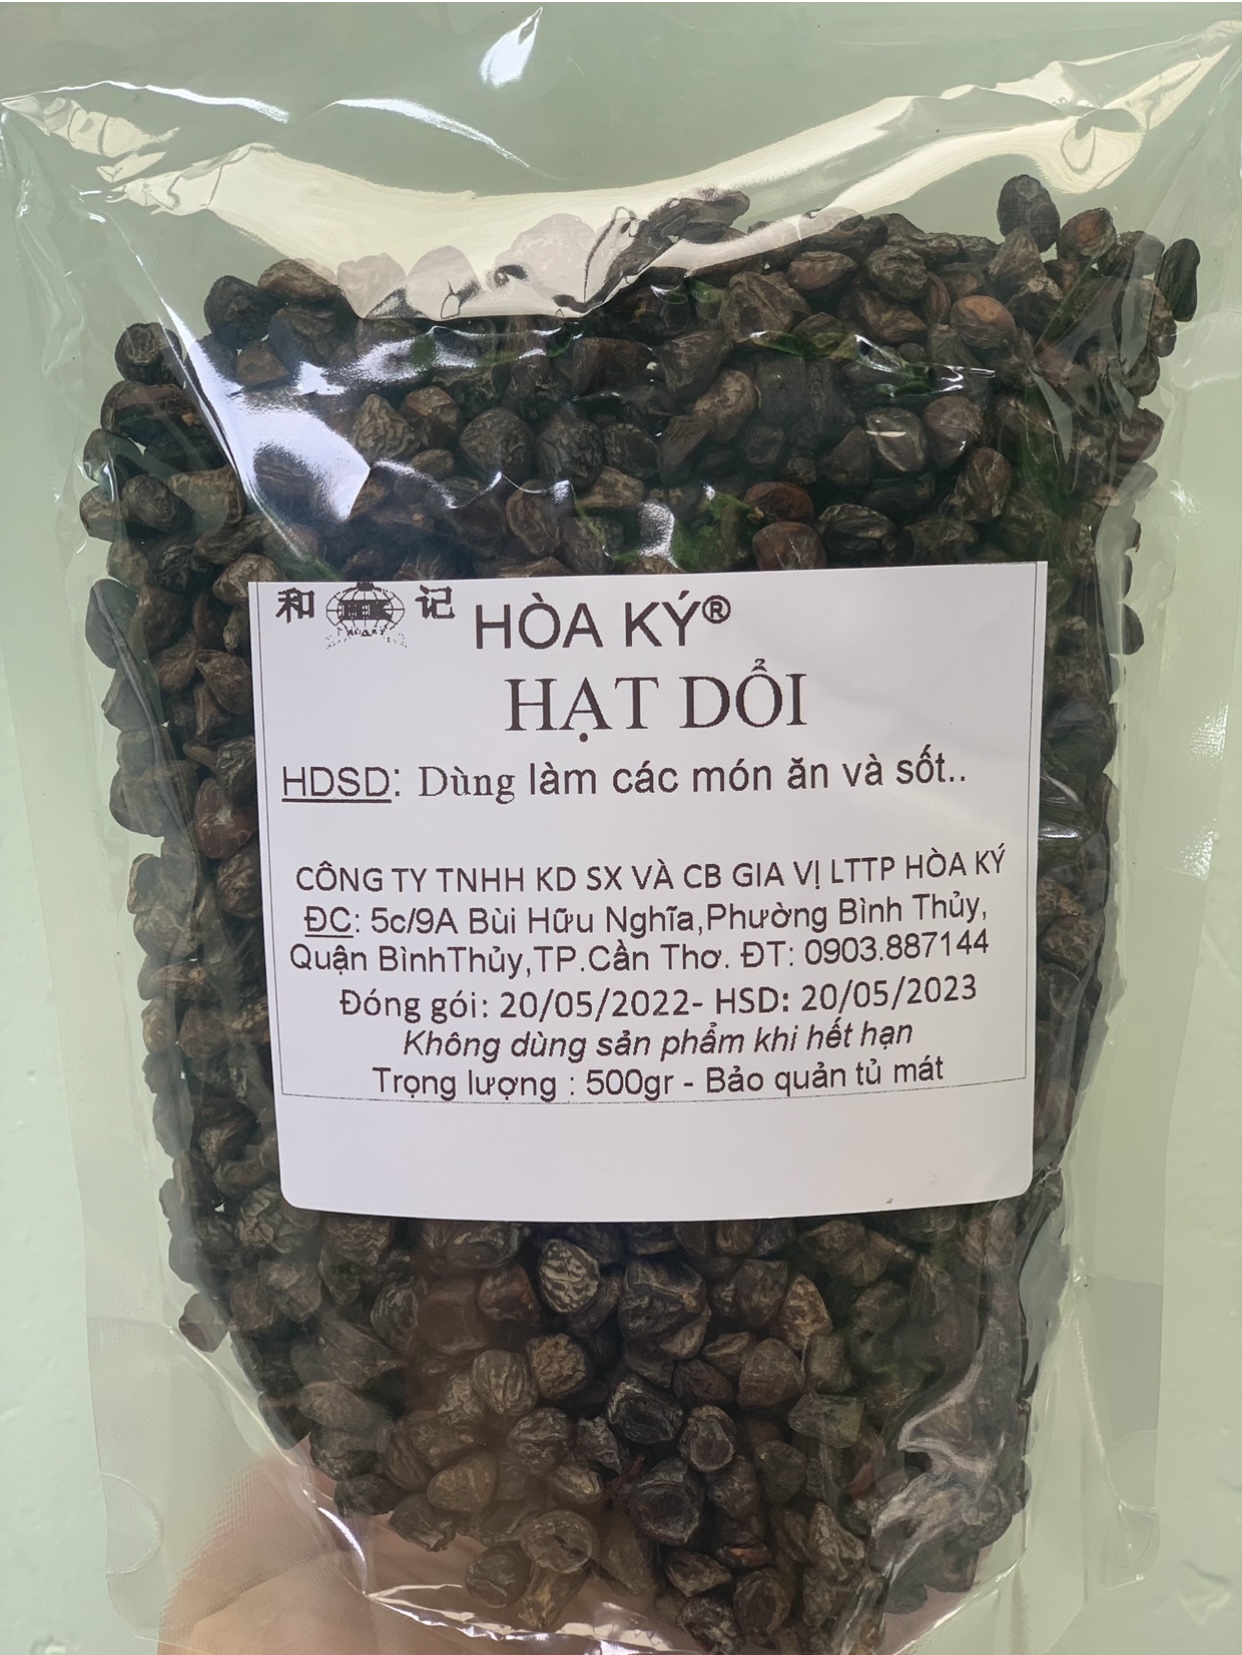 和 记 HÒA KÝ®
HẠT DỔI
HDSD: Dùng làm các món ăn và sốt..
CÔNG TY TNHH KD SX VÀ CB GIA VỊ LTTP HÒA KÝ
ĐC: 5c/9A Bùi Hữu Nghĩa,Phường Bình Thủy,
Quận BìnhThủy,TP.Cần Thơ. ĐT: 0903.887144
Đóng gói: 20/05/2022- HSD: 20/05/2023
Không dùng sản phẩm khi hết hạn
Trọng lượng : 500gr - Bảo quản tủ mát